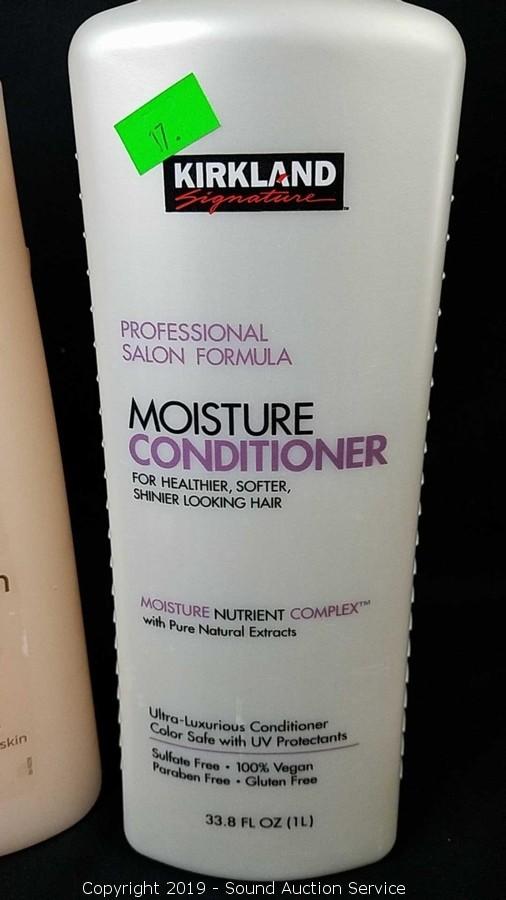 17.
KIRKLAND
Signature
PROFESSIONAL
SALON FORMULA
MOISTURE
CONDITIONER
FOR HEALTHIER, SOFTER,
SHINIER LOOKING HAIR
MOISTURE NUTRIENT COMPLEX™
with Pure Natural Extracts
Ultra-Luxurious Conditioner
Color Safe with UV Protectants
Sulfate Free • 100% Vegan
Paraben Free • Gluten Free
33.8 FL OZ (1L)
skin
Copyright 2019 - Sound Auction Service